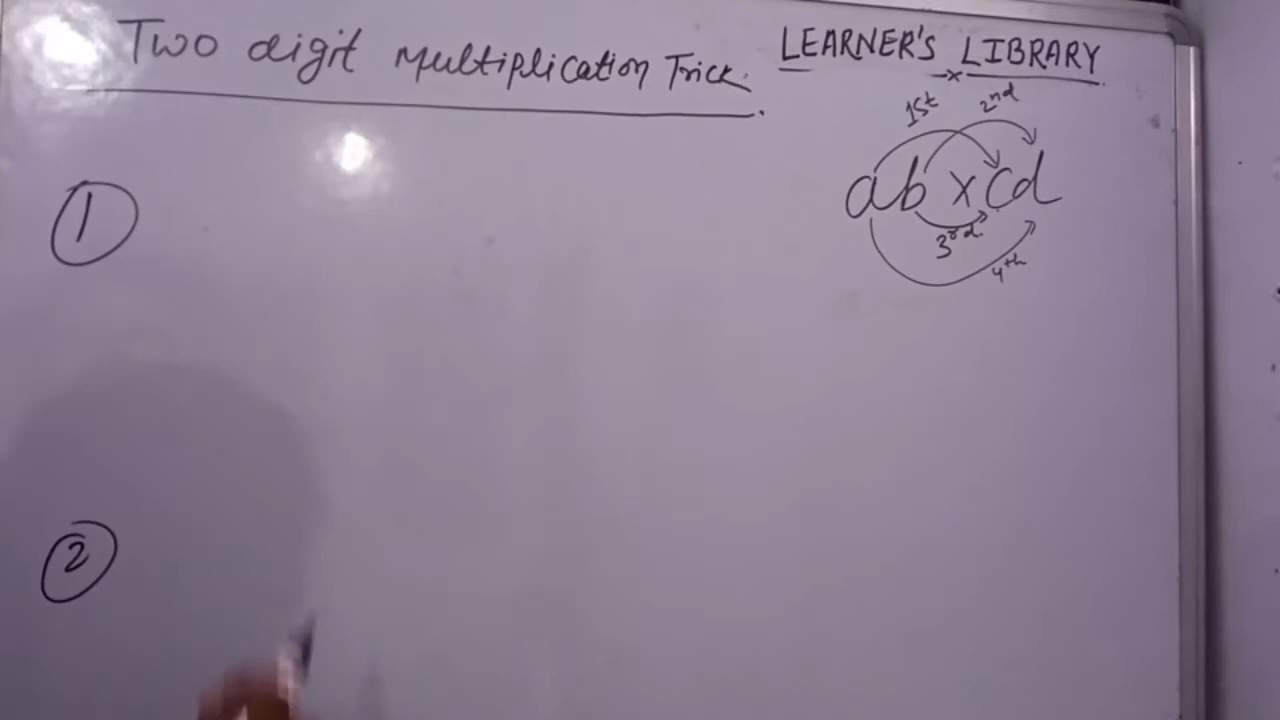 Two digit Multiplication Trick.
LEARNER'S LIBRARY
x
1st 2nd
ab x cd
3rd.
4th
1
2